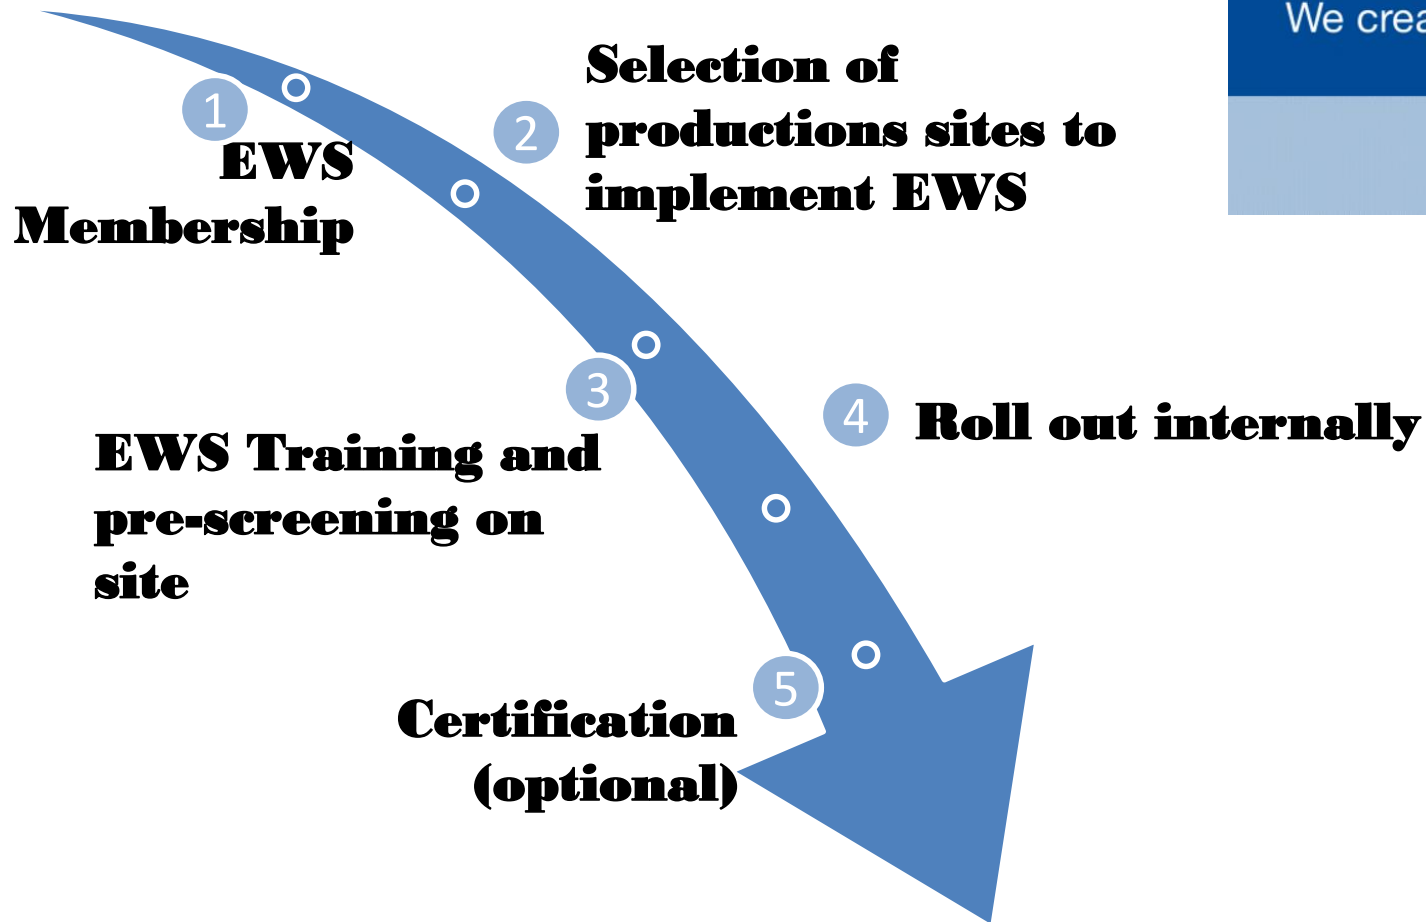 We crea
1
EWS
Membership
2
Selection of
productions sites to
implement EWS
3
EWS Training and
pre-screening on
site
4
Roll out internally
5
Certification
(optional)